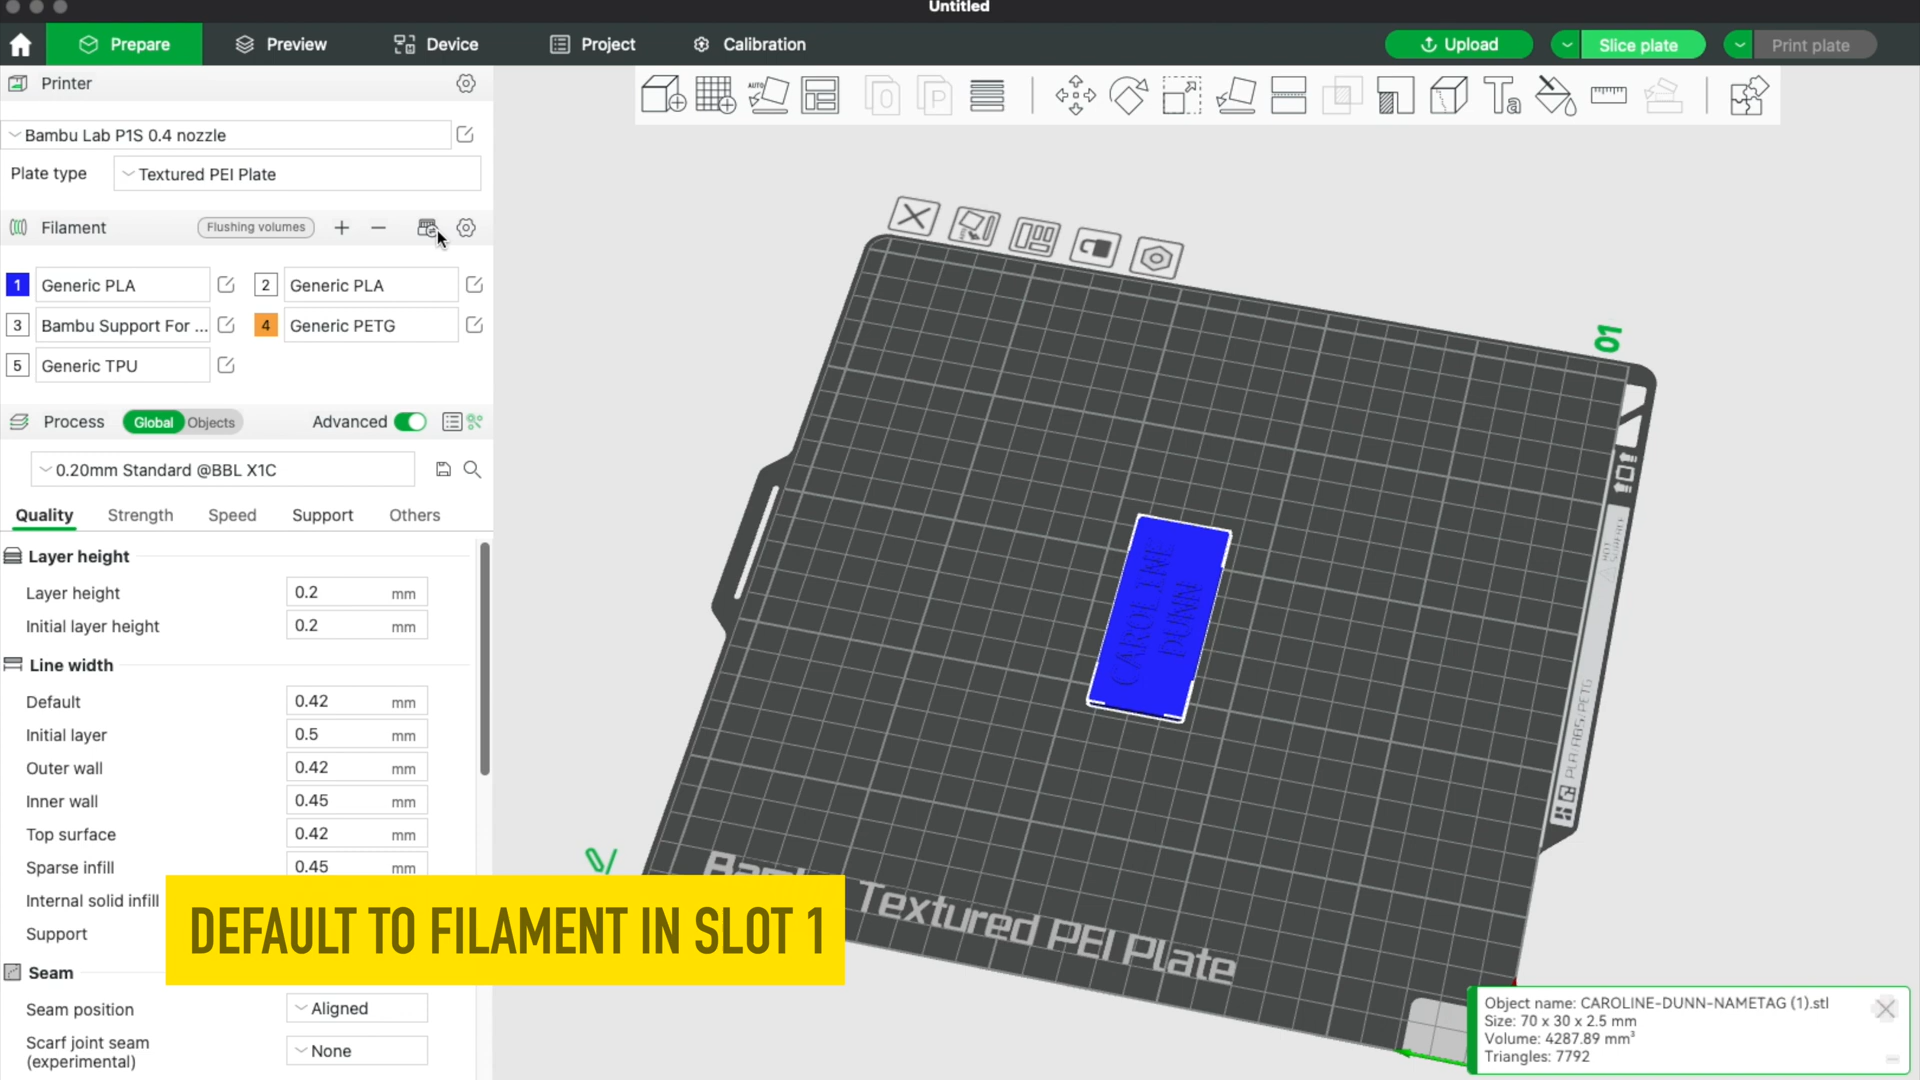 Untitled
Prepare
Preview
Device
Project
Calibration
Upload
Slice plate
Print plate
Printer
Bambu Lab P1S 0.4 nozzle
Plate type
Textured PEI Plate
Filament
Flushing volumes
1 Generic PLA
2 Generic PLA
3 Bambu Support For ...
4 Generic PETG
5 Generic TPU
Process
Global Objects
Advanced
0.20mm Standard @BBL X1C
Quality
Strength
Speed
Support
Others
Layer height
Layer height 0.2 mm
Initial layer height 0.2 mm
Line width
Default 0.42 mm
Initial layer 0.5 mm
Outer wall 0.42 mm
Inner wall 0.45 mm
Top surface 0.42 mm
Sparse infill 0.45 mm
Internal solid infill
Support
Seam
Seam position Aligned
Scarf joint seam None
(experimental)
DEFAULT TO FILAMENT IN SLOT 1
AUTO
01
CAROLINE
DUNN
PLA/ABS/PETG
Textured PEI Plate
Object name: CAROLINE-DUNN-NAMETAG (1).stl
Size: 70 x 30 x 2.5 mm
Volume: 4287.89 mm³
Triangles: 7792